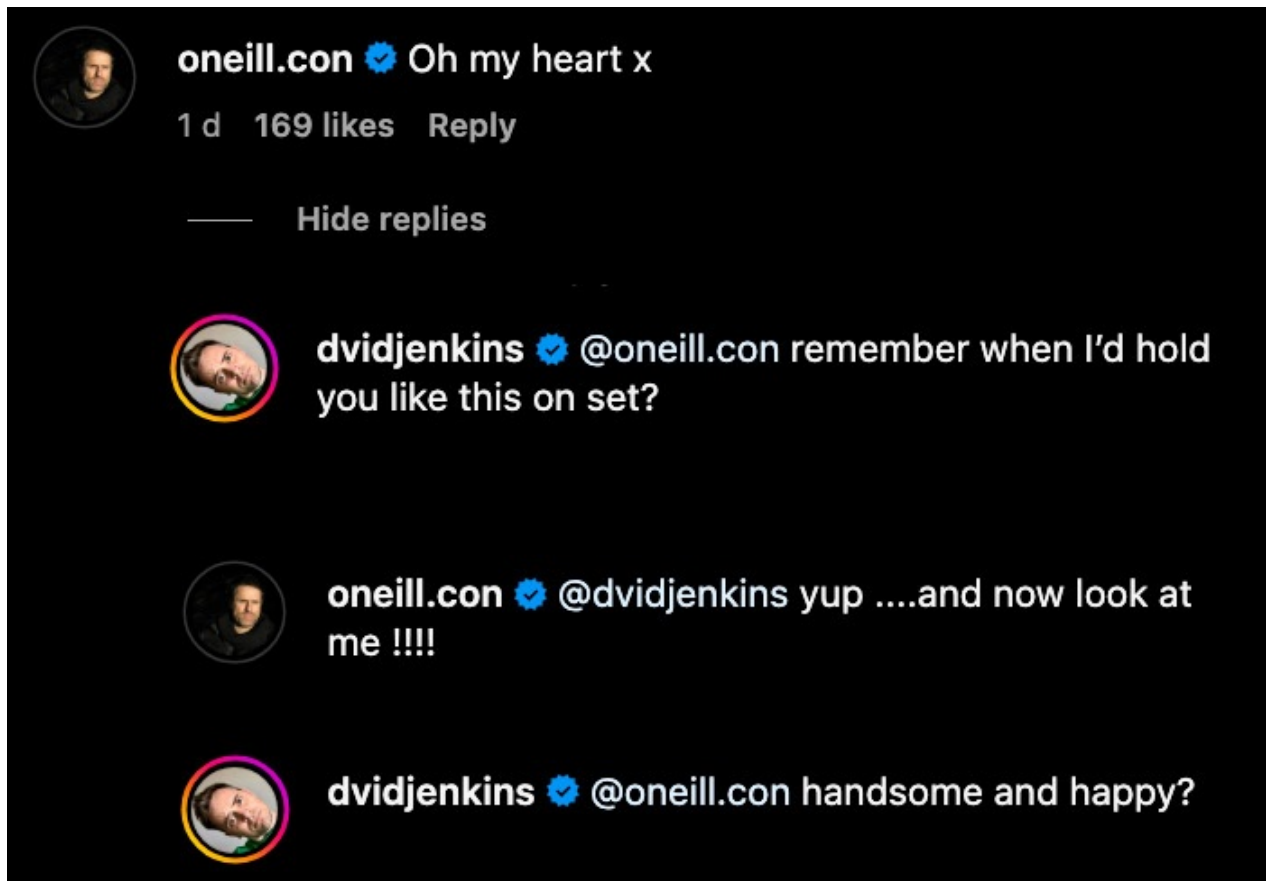 oneill.con Oh my heart x
1 d 169 likes Reply
Hide replies
dvidjenkins @oneill.con remember when I’d hold
you like this on set?
oneill.con @dvidjenkins yup ....and now look at
me !!!!
dvidjenkins @oneill.con handsome and happy?